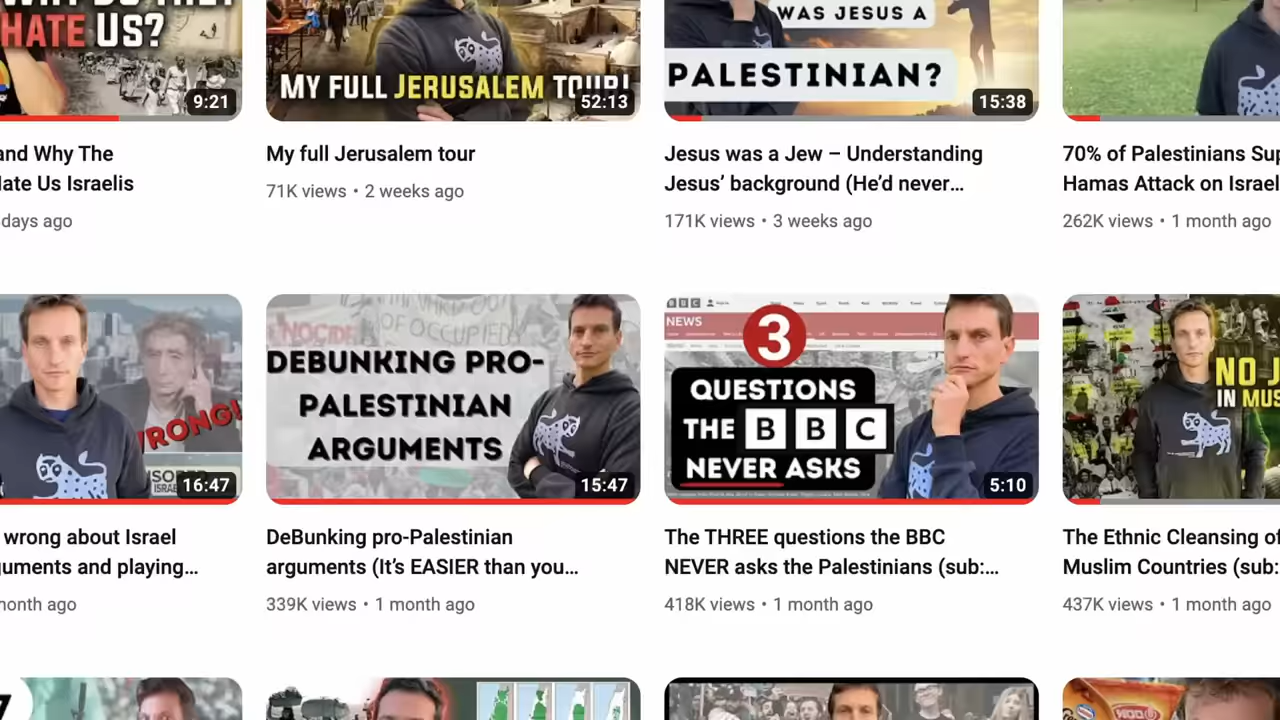 HATE US?
9:21
MY FULL JERUSALEM TOUR!
52:13
WAS JESUS A
PALESTINIAN?
15:38
and Why The
ate Us Israelis
days ago
My full Jerusalem tour
71K views • 2 weeks ago
Jesus was a Jew – Understanding
Jesus’ background (He’d never…
171K views • 3 weeks ago
70% of Palestinians Sup
Hamas Attack on Israel
262K views • 1 month ago
WRONG!
16:47
OF OCCUPIED
DEBUNKING PRO-
PALESTINIAN
ARGUMENTS
15:47
BBC
NEWS
3
QUESTIONS
THE BBC
NEVER ASKS
5:10
NO J
IN MUS
wrong about Israel
guments and playing…
month ago
DeBunking pro-Palestinian
arguments (It’s EASIER than you…
339K views • 1 month ago
The THREE questions the BBC
NEVER asks the Palestinians (sub:…
418K views • 1 month ago
The Ethnic Cleansing of
Muslim Countries (sub:
437K views • 1 month ago
7